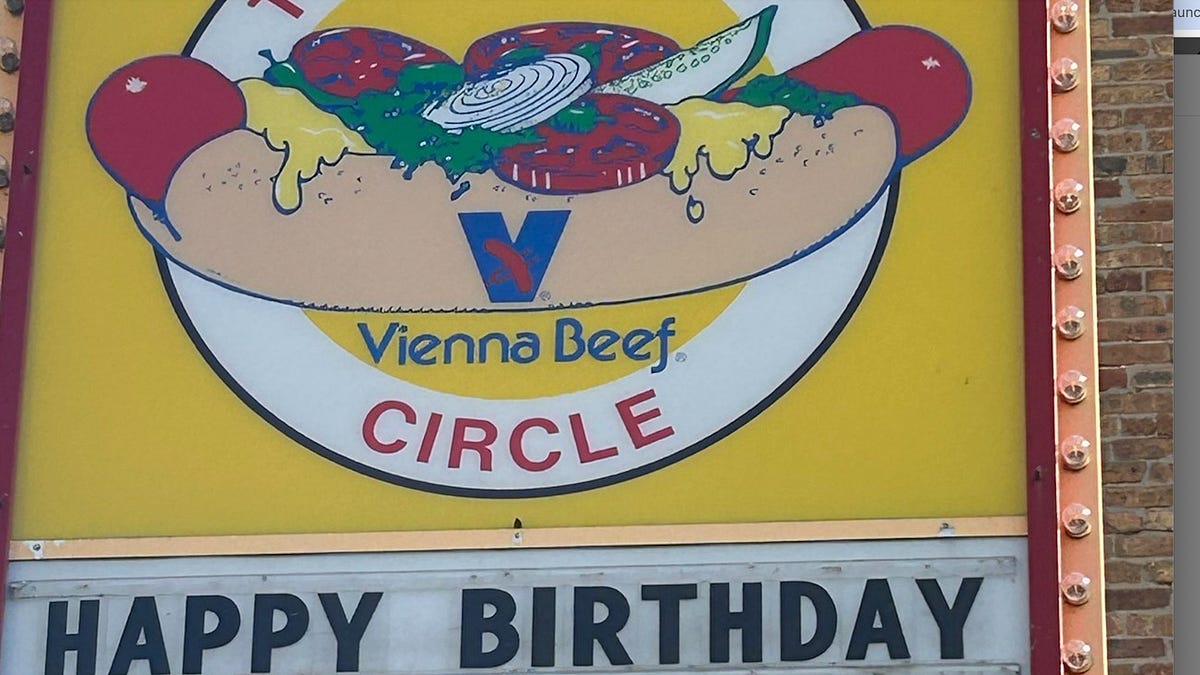 V
®
Vienna Beef®
CIRCLE
HAPPY BIRTHDAY